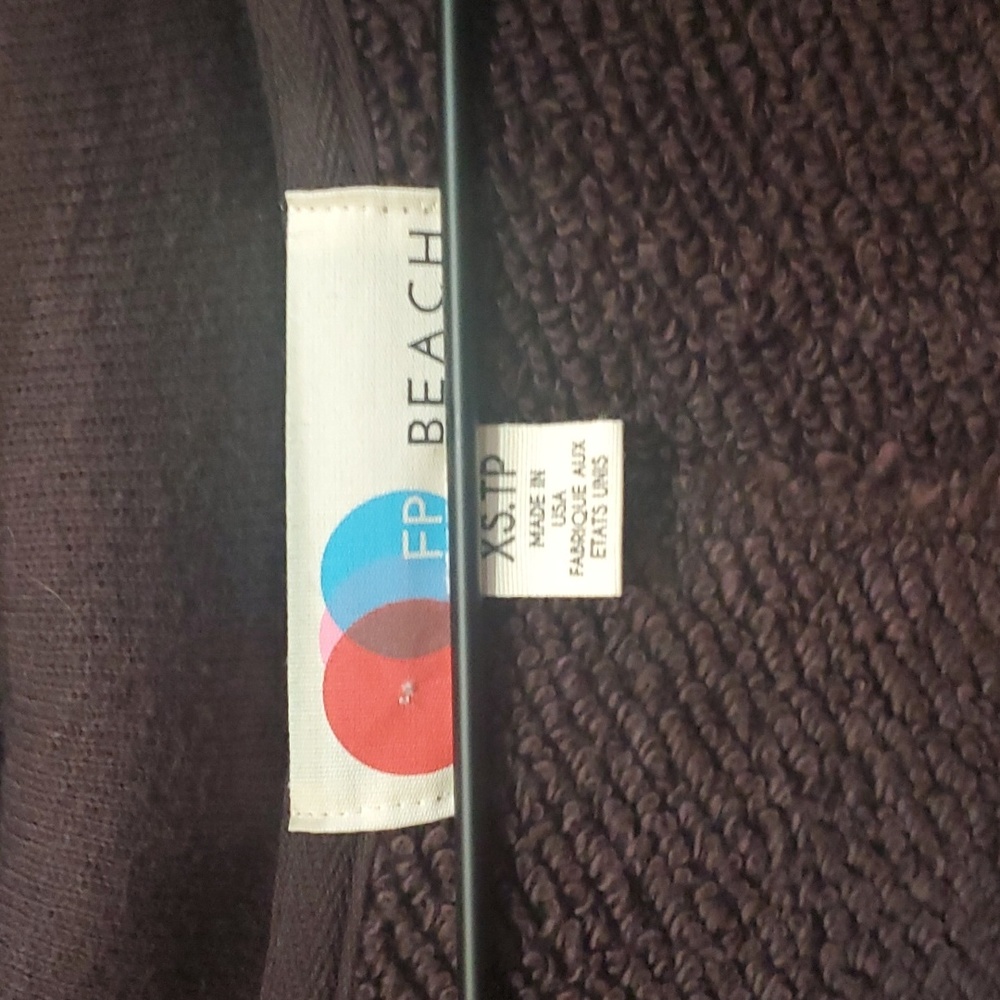 FP BEACH
XS.TP
MADE IN
USA
FABRIQUE AUX
ETATS UNIS